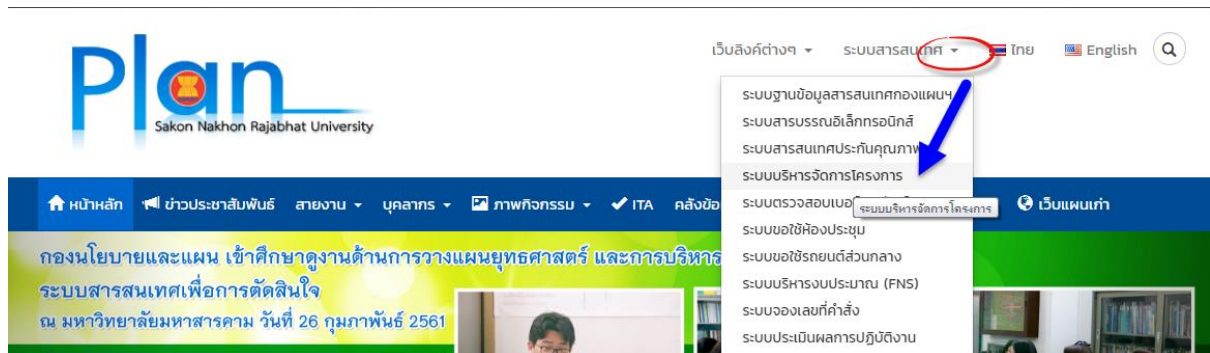 Plan
Sakon Nakhon Rajabhat University
เว็บลิงค์ต่างๆ ระบบสารสนเทศ ไทย English
ระบบฐานข้อมูลสารสนเทศกองแผนฯ
ระบบสารบรรณอิเล็กทรอนิกส์
ระบบสารสนเทศประกันคุณภาพ
ระบบบริหารจัดการโครงการ
ระบบตรวจสอบเบอ
ระบบบริหารจัดการโครงการ
ระบบขอใช้ห้องประชุม
ระบบขอใช้รถยนต์ส่วนกลาง
ระบบบริหารงบประมาณ (FNS)
ระบบจองเลขที่คำสั่ง
ระบบประเมินผลการปฏิบัติงาน
หน้าหลัก ข่าวประชาสัมพันธ์ สายงาน บุคลากร ภาพกิจกรรม ITA คลังข้อ เว็บแผนเก่า
กองนโยบายและแผน เข้าศึกษาดูงานด้านการวางแผนยุทธศาสตร์ และการบริหาร
ระบบสารสนเทศเพื่อการตัดสินใจ
ณ มหาวิทยาลัยมหาสารคาม วันที่ 26 กุมภาพันธ์ 2561